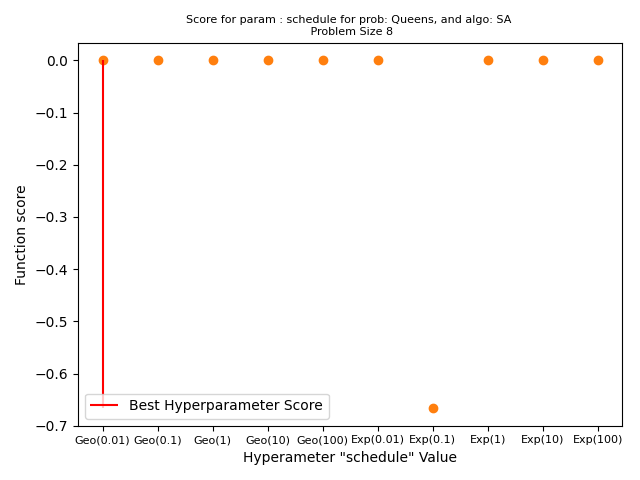 Score for param : schedule for prob: Queens, and algo: SA
Problem Size 8
0.0
−0.1
−0.2
−0.3
−0.4
−0.5
−0.6
−0.7
Function score
Best Hyperparameter Score
Geo(0.01) Geo(0.1) Geo(1) Geo(10) Geo(100) Exp(0.01) Exp(0.1) Exp(1) Exp(10) Exp(100)
Hyperameter "schedule" Value